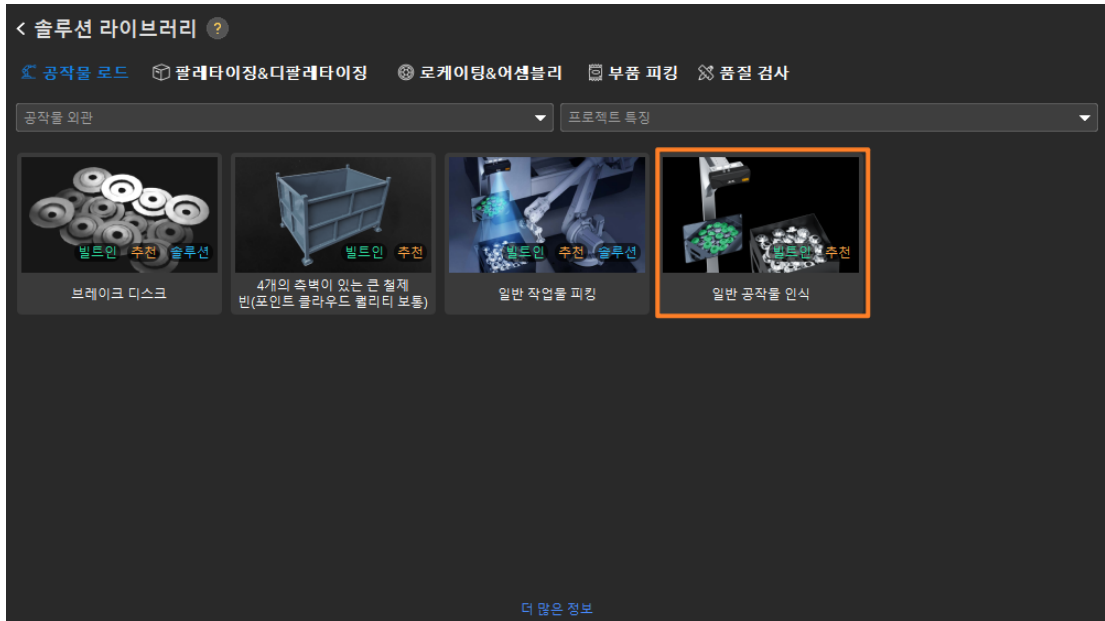 < 솔루션 라이브러리 ?
공작물 로드 팔레타이징&디팔레타이징 로케이팅&어셈블리 부품 피킹 품질 검사
공작물 외관 프로젝트 특징
빌트인 추천 솔루션
브레이크 디스크
빌트인 추천
4개의 측벽이 있는 큰 철제
빈(포인트 클라우드 퀄리티 보통)
빌트인 추천 솔루션
일반 작업물 피킹
빌트인 추천
일반 공작물 인식
더 많은 정보